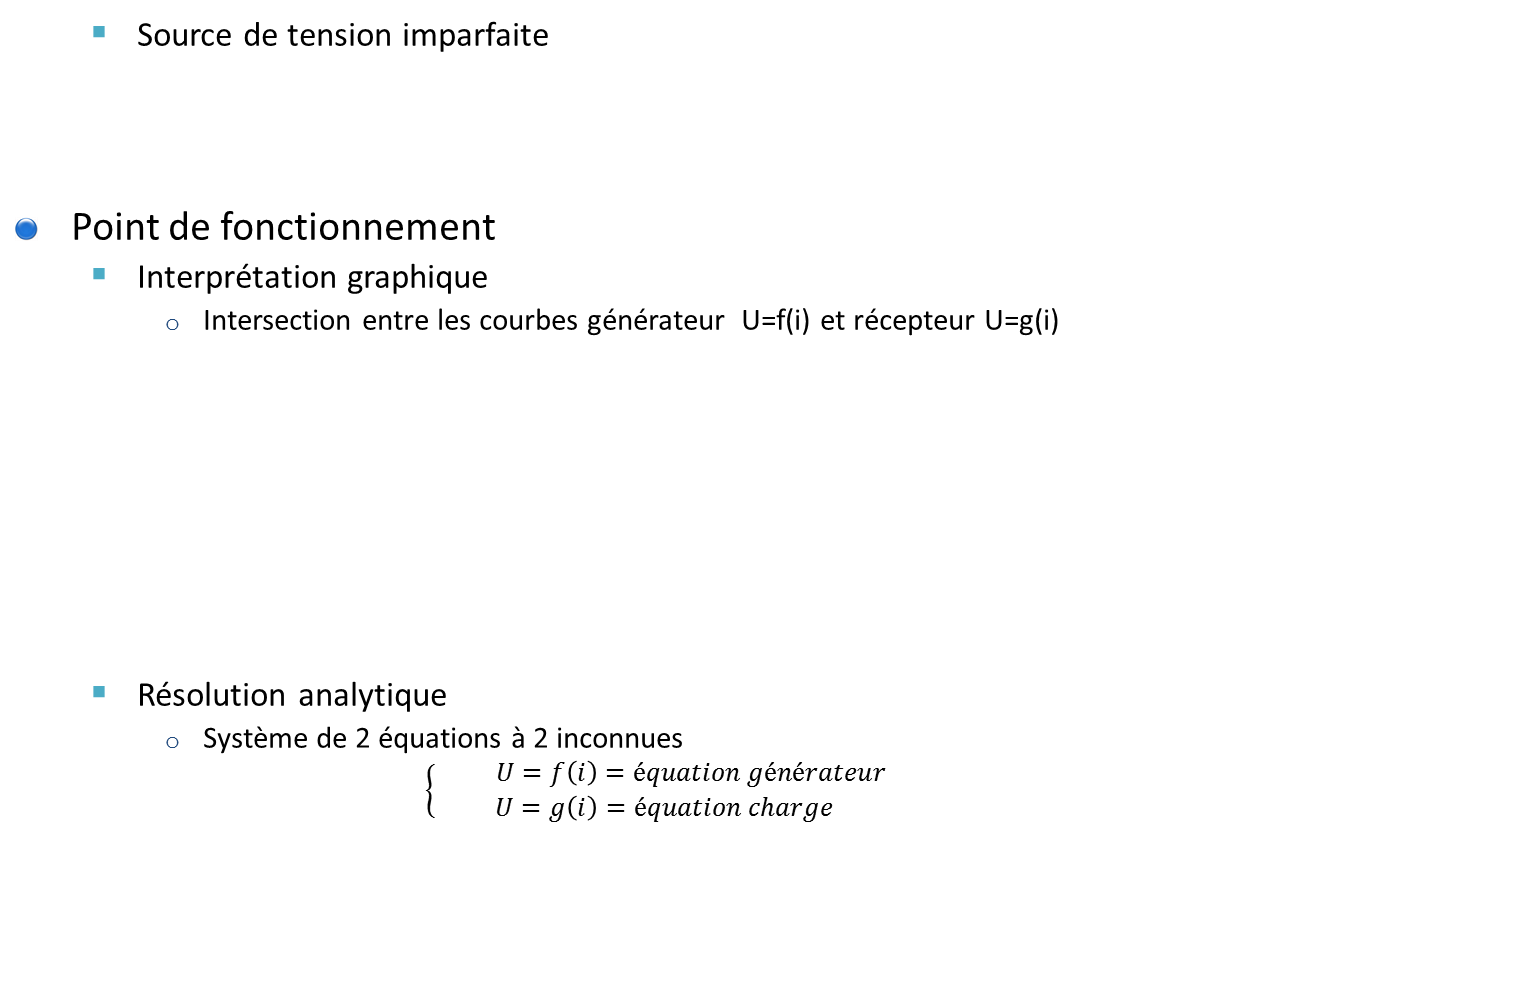 Source de tension imparfaite
Point de fonctionnement
Interprétation graphique
Intersection entre les courbes générateur U=f(i) et récepteur U=g(i)
Résolution analytique
Système de 2 équations à 2 inconnues
{ U = f(i) = équation générateur
U = g(i) = équation charge